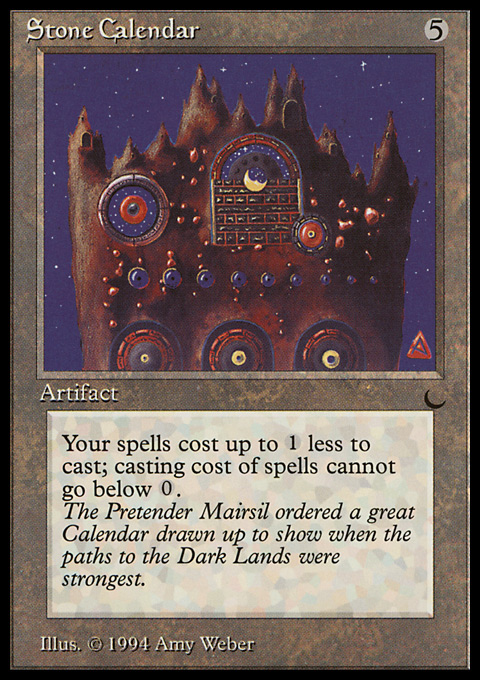 Stone Calendar 5
Artifact
Your spells cost up to 1 less to
cast; casting cost of spells cannot
go below 0.
The Pretender Mairsil ordered a great
Calendar drawn up to show when the
paths to the Dark Lands were
strongest.
Illus. © 1994 Amy Weber